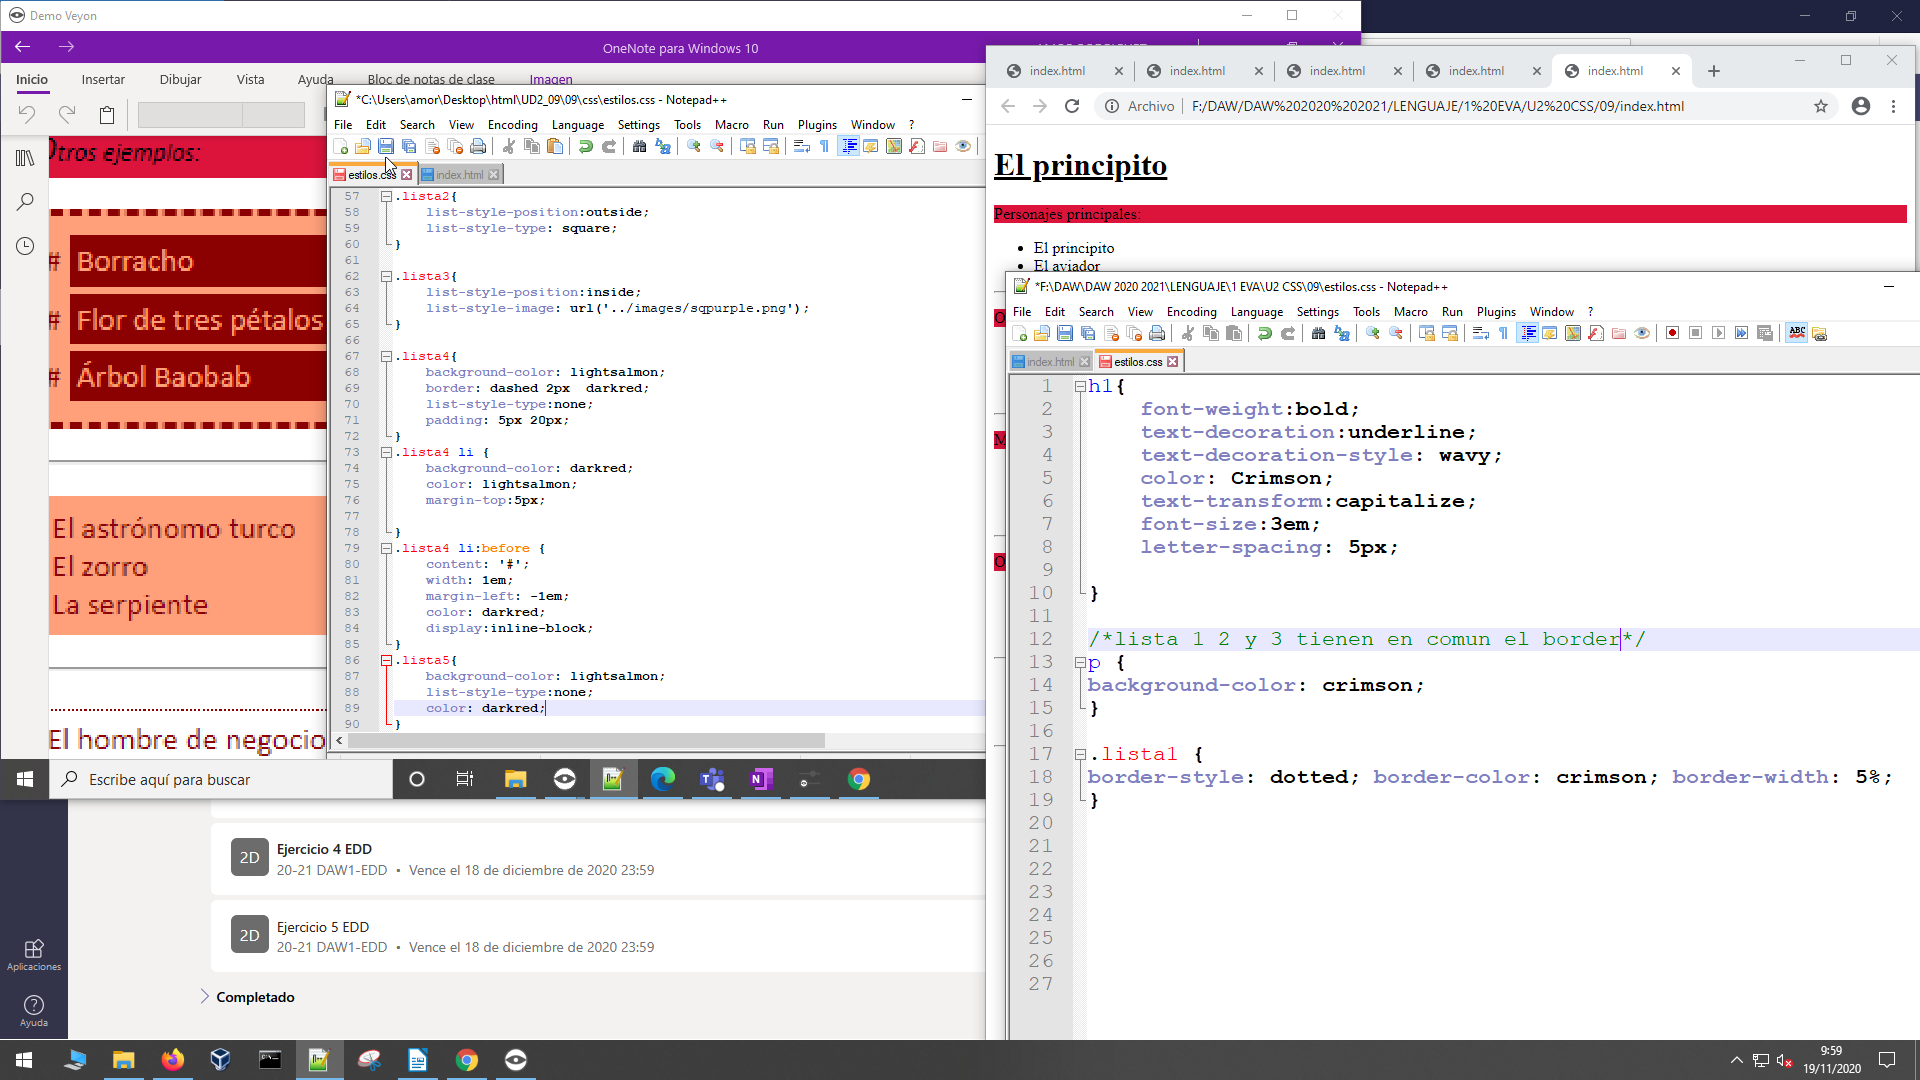 Demo Veyon
OneNote para Windows 10
Inicio
Insertar
Dibujar
Vista
Ayuda
Bloc de notas de clase
Imagen
Otros ejemplos:
# Borracho
# Flor de tres pétalos
# Árbol Baobab
El astrónomo turco
El zorro
La serpiente
El hombre de negocio
*C:\Users\amor\Desktop\html\UD2_09\09\css\estilos.css - Notepad++
File Edit Search View Encoding Language Settings Tools Macro Run Plugins Window ?
estilos.css
index.html
57 .lista2{
58 list-style-position:outside;
59 list-style-type: square;
60 }
61
62 .lista3{
63 list-style-position:inside;
64 list-style-image: url('../images/sqpurple.png');
65 }
66
67 .lista4{
68 background-color: lightsalmon;
69 border: dashed 2px  darkred;
70 list-style-type:none;
71 padding: 5px 20px;
72 }
73 .lista4 li {
74 background-color: darkred;
75 color: lightsalmon;
76 margin-top:5px;
77
78 }
79 .lista4 li:before {
80 content: '#';
81 width: 1em;
82 margin-left: -1em;
83 color: darkred;
84 display:inline-block;
85 }
86 .lista5{
87 background-color: lightsalmon;
88 list-style-type:none;
89 color: darkred;
90 }
Escribe aquí para buscar
2D
Ejercicio 4 EDD
20-21 DAW1-EDD • Vence el 18 de diciembre de 2020 23:59
2D
Ejercicio 5 EDD
20-21 DAW1-EDD • Vence el 18 de diciembre de 2020 23:59
Completado
Aplicaciones
Ayuda
index.html
index.html
index.html
index.html
index.html
Archivo | F:/DAW/DAW%202020%202021/LENGUAJE/1%20EVA/U2%20CSS/09/index.html
El principito
Personajes principales:
• El principito
• El aviador
O
M
O
*F:\DAW\DAW 2020 2021\LENGUAJE\1 EVA\U2 CSS\09\estilos.css - Notepad++
File Edit Search View Encoding Language Settings Tools Macro Run Plugins Window ?
index.html
estilos.css
1 h1{
2 font-weight:bold;
3 text-decoration:underline;
4 text-decoration-style: wavy;
5 color: Crimson;
6 text-transform:capitalize;
7 font-size:3em;
8 letter-spacing: 5px;
9
10 }
11
12 /*lista 1 2 y 3 tienen en comun el border*/
13 p {
14 background-color: crimson;
15 }
16
17 .lista1 {
18 border-style: dotted; border-color: crimson; border-width: 5%;
19 }
20
21
22
23
24
25
26
27
9:59
19/11/2020